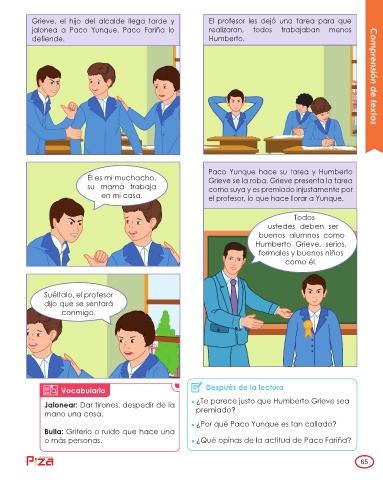 Grieve, el hijo del alcalde llega tarde y
jalonea a Paco Yunque. Paco Fariña lo
defiende.
El profesor les dejó una tarea para que
realizaran, todos trabajaban menos
Humberto.
Comprensión de textos
Él es mi muchacho,
su mamá trabaja
en mi casa.
Paco Yunque hace su tarea y Humberto
Grieve se la roba. Grieve presenta la tarea
como suya y es premiado injustamente por
el profesor, lo que hace llorar a Yunque.
Todos
ustedes deben ser
buenos alumnos como
Humberto Grieve, serios,
formales y buenos niños
como él.
Suéltalo, el profesor
dijo que se sentará
conmigo.
Vocabulario
Jalonear: Dar tirones, despedir de la
mano una cosa.
Bulla: Griterío o ruido que hace una
o más personas.
Después de la lectura
• ¿Te parece justo que Humberto Grieve sea
premiado?
• ¿Por qué Paco Yunque es tan callado?
• ¿Qué opinas de la actitud de Paco Fariña?
65